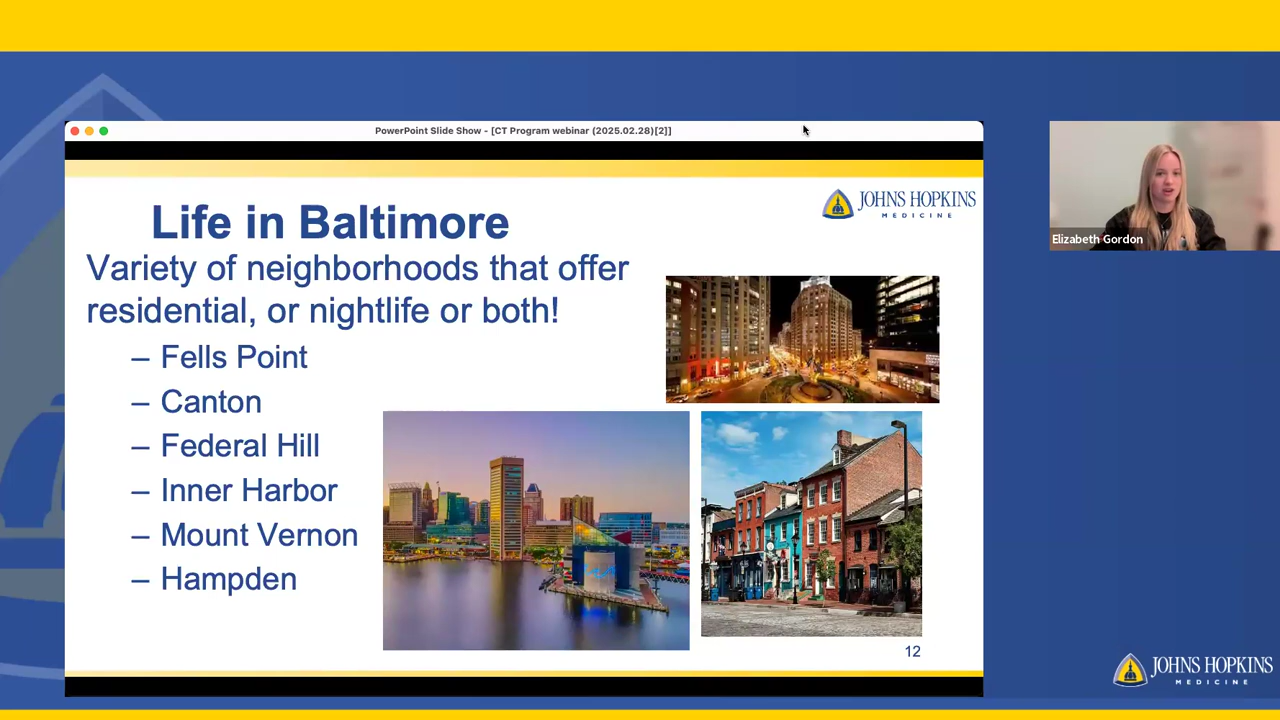 PowerPoint Slide Show - [CT Program webinar (2025.02.28)[2]]
JOHNS HOPKINS
MEDICINE
Life in Baltimore
Variety of neighborhoods that offer
residential, or nightlife or both!
– Fells Point
– Canton
– Federal Hill
– Inner Harbor
– Mount Vernon
– Hampden
12
Elizabeth Gordon
JOHNS HOPKINS
MEDICINE